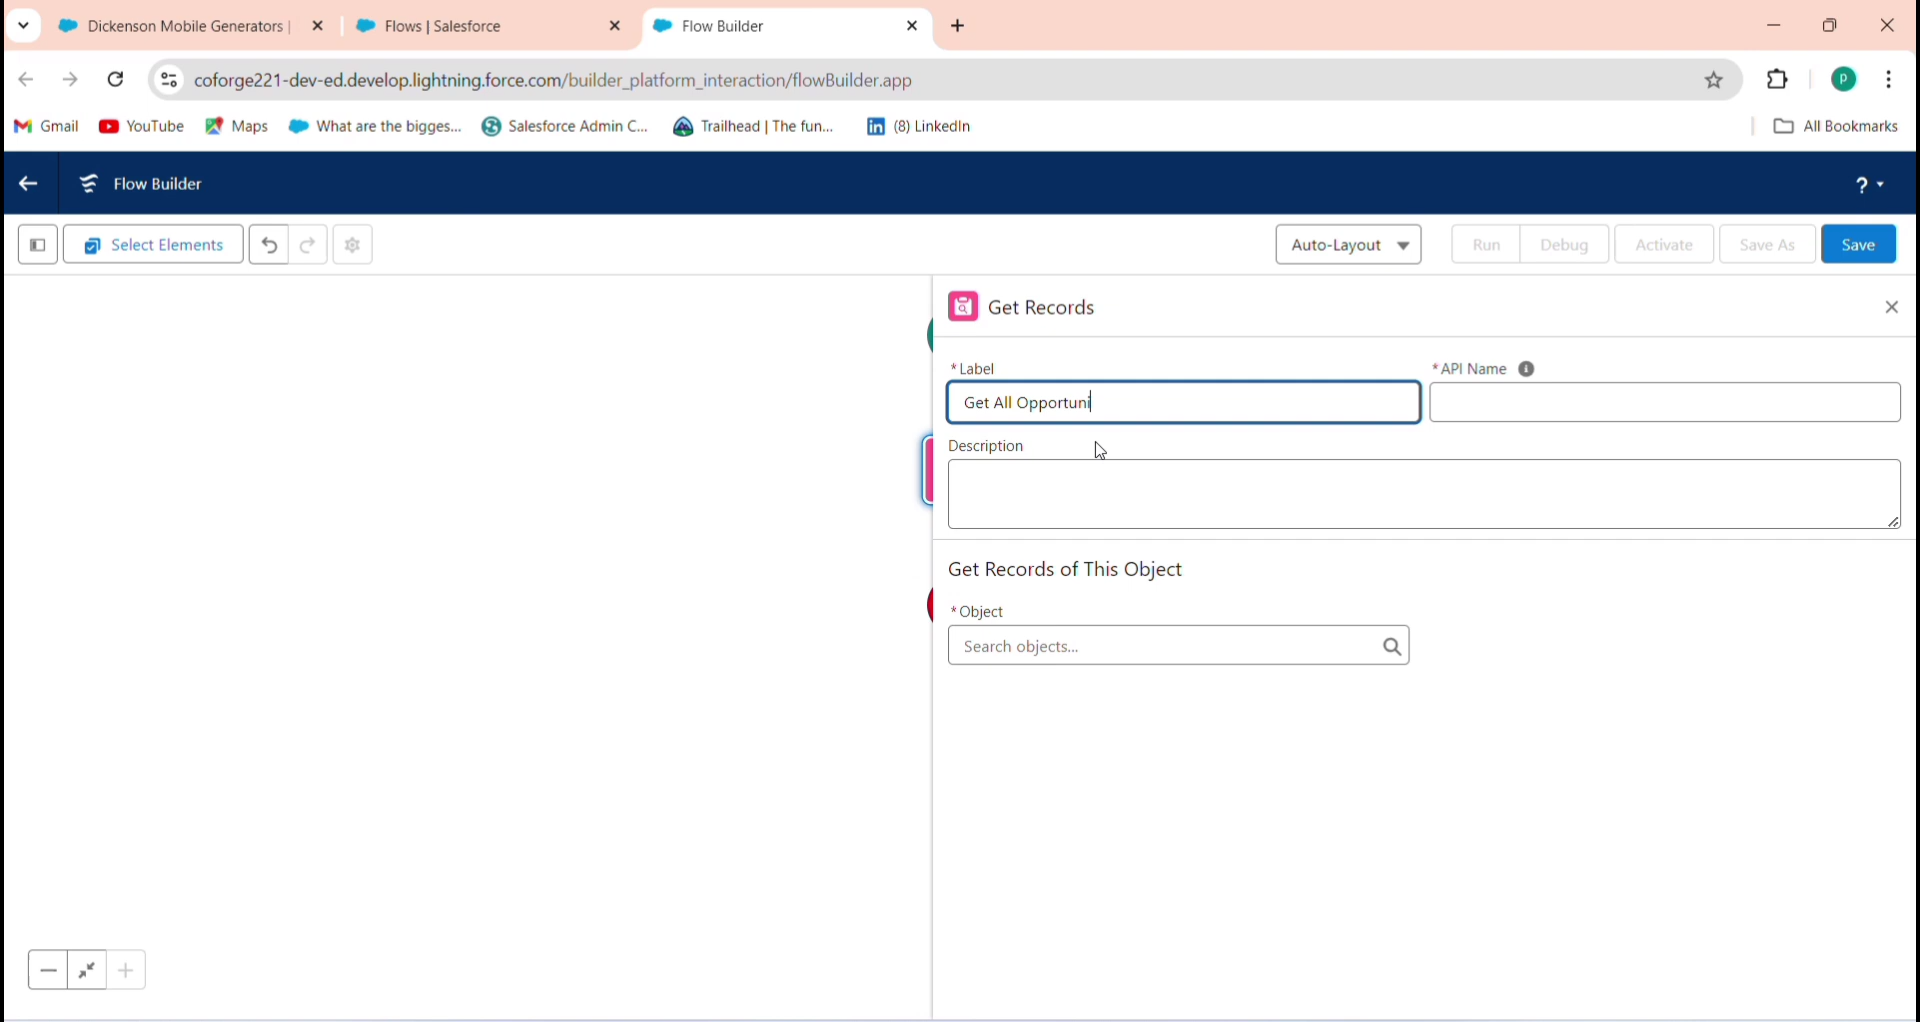 Dickenson Mobile Generators |
Flows | Salesforce
Flow Builder
coforge221-dev-ed.develop.lightning.force.com/builder_platform_interaction/flowBuilder.app
P
Gmail
YouTube
Maps
What are the bigges...
Salesforce Admin C...
Trailhead | The fun...
(8) LinkedIn
All Bookmarks
Flow Builder
?
Select Elements
Auto-Layout
Run
Debug
Activate
Save As
Save
Get Records
* Label
* API Name
Get All Opportuni
Description
Get Records of This Object
* Object
Search objects...